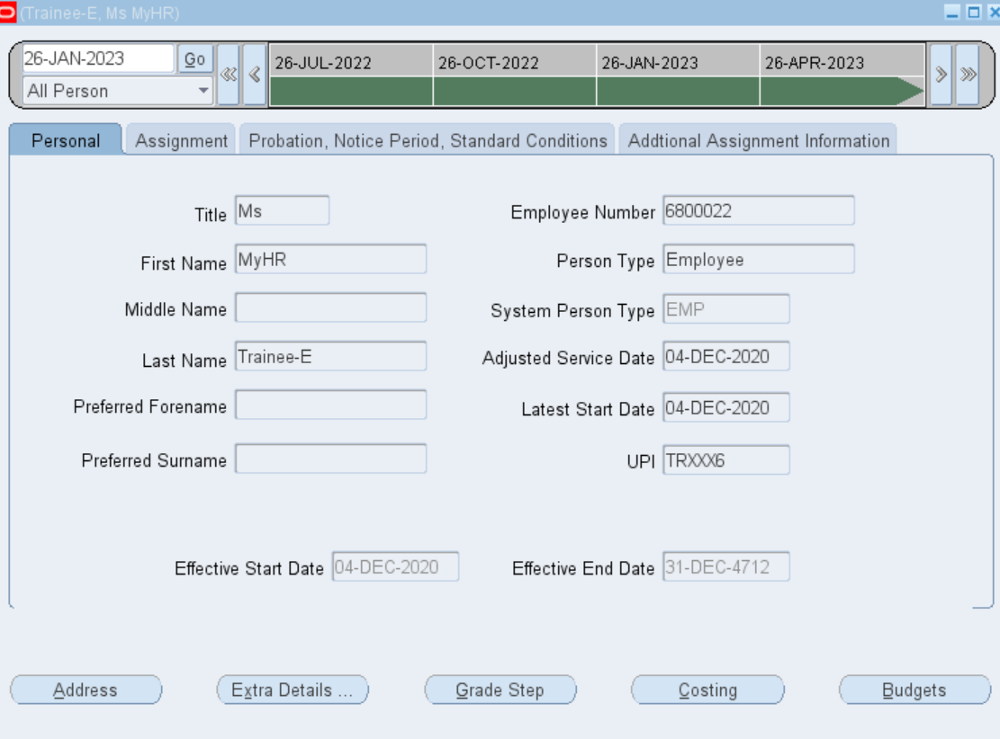 (Trainee-E, Ms MyHR)
26-JAN-2023 Go 26-JUL-2022 26-OCT-2022 26-JAN-2023 26-APR-2023
All Person
Personal Assignment Probation, Notice Period, Standard Conditions Addtional Assignment Information
Title Ms Employee Number 6800022
First Name MyHR Person Type Employee
Middle Name System Person Type EMP
Last Name Trainee-E Adjusted Service Date 04-DEC-2020
Preferred Forename Latest Start Date 04-DEC-2020
Preferred Surname UPI TRXXX6
Effective Start Date 04-DEC-2020 Effective End Date 31-DEC-4712
Address Extra Details ... Grade Step Costing Budgets